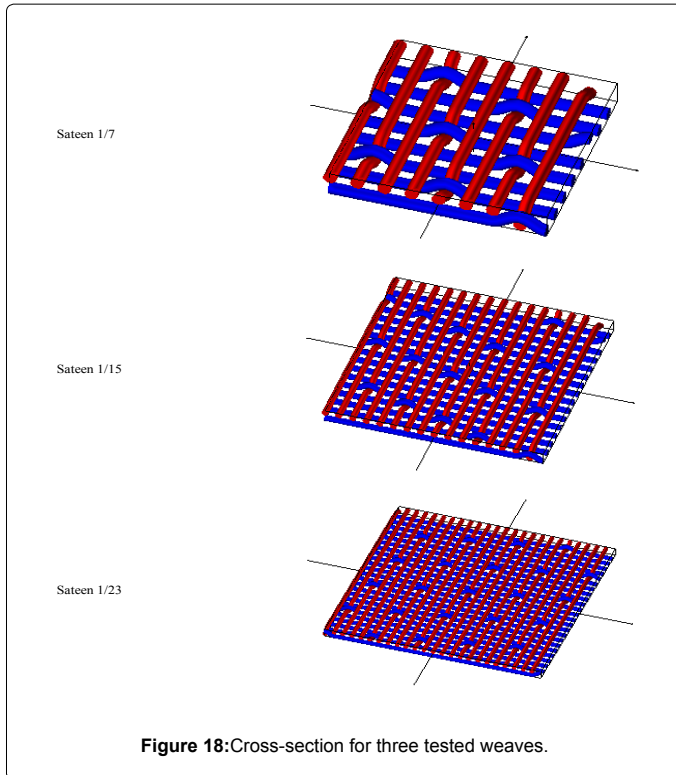 Sateen 1/7
Sateen 1/15
Sateen 1/23
Figure 18:Cross-section for three tested weaves.